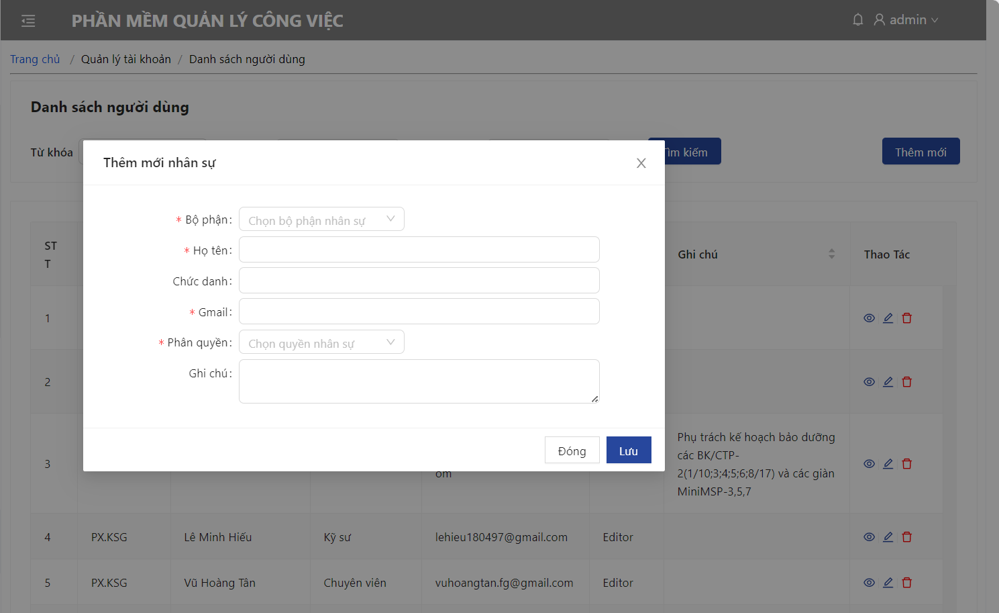 PHẦN MỀM QUẢN LÝ CÔNG VIỆC
admin
Trang chủ / Quản lý tài khoản / Danh sách người dùng
Danh sách người dùng
Từ khóa
Tìm kiếm
Thêm mới
Thêm mới nhân sự
* Bộ phận:
Chọn bộ phận nhân sự
* Họ tên:
Chức danh:
* Gmail:
* Phân quyền:
Chọn quyền nhân sự
Ghi chú:
Đóng
Lưu
ST
T
Ghi chú
Thao Tác
1
2
3
om
Phụ trách kế hoạch bảo dưỡng
các BK/CTP-
2(1/10;3;4;5;6;8/17) và các giàn
MiniMSP-3,5,7
4 PX.KSG Lê Minh Hiếu Kỹ sư lehieu180497@gmail.com Editor
5 PX.KSG Vũ Hoàng Tân Chuyên viên vuhoangtan.fg@gmail.com Editor